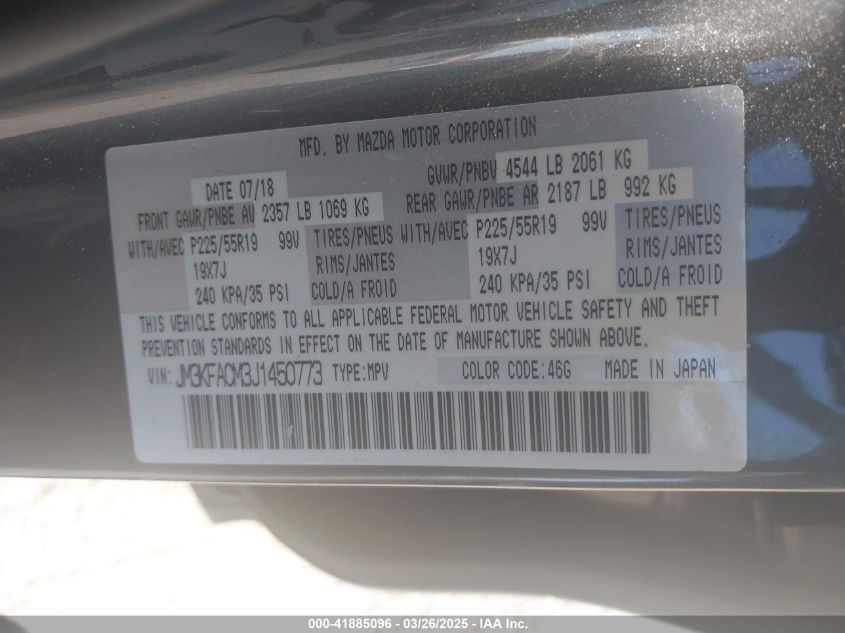 MFD. BY MAZDA MOTOR CORPORATION
DATE 07/18 GVWR/PNBV 4544 LB 2061 KG
FRONT GAWR/PNBE AV 2357 LB 1069 KG REAR GAWR/PNBE AR 2187 LB 992 KG
WITH/AVEC P225/55R19 99V TIRES/PNEUS WITH/AVEC P225/55R19 99V TIRES/PNEUS
19X7J RIMS/JANTES 19X7J RIMS/JANTES
240 KPA/35 PSI COLD/A FROID 240 KPA/35 PSI COLD/A FROID
THIS VEHICLE CONFORMS TO ALL APPLICABLE FEDERAL MOTOR VEHICLE SAFETY AND THEFT
PREVENTION STANDARDS IN EFFECT ON THE DATE OF MANUFACTURE SHOWN ABOVE.
VIN: JM3KFACM3J1450773 TYPE:MPV COLOR CODE:46G MADE IN JAPAN
000-41885096 - 03/26/2025 - IAA Inc.